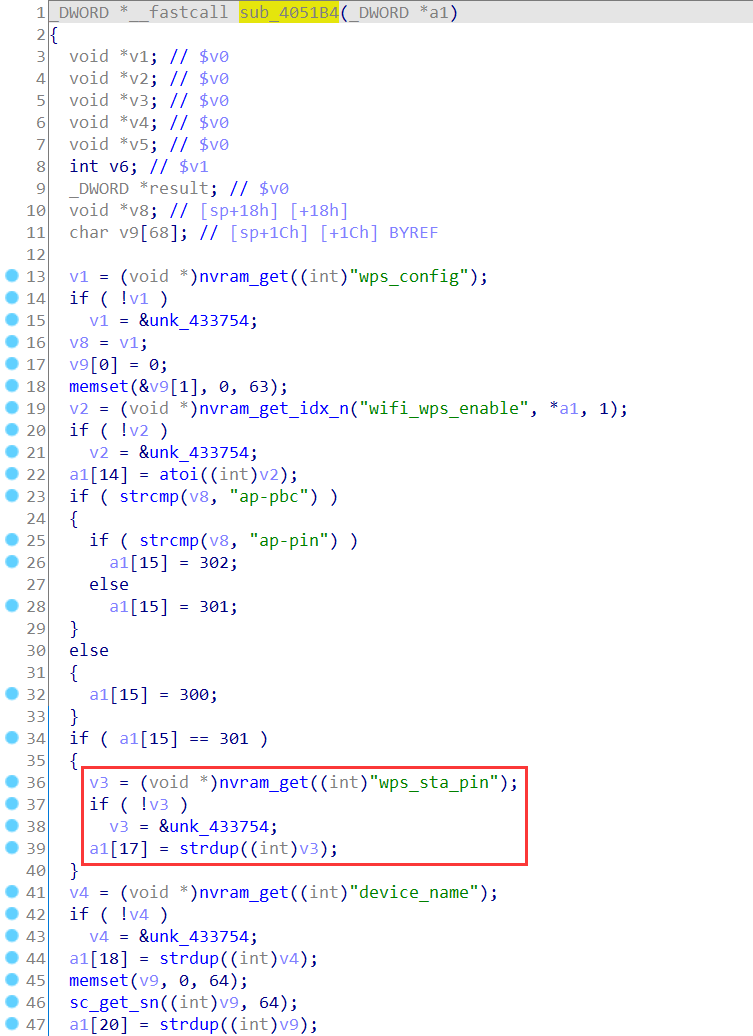 1 _DWORD *__fastcall sub_4051B4(_DWORD *a1)
2 {
3 void *v1; // $v0
4 void *v2; // $v0
5 void *v3; // $v0
6 void *v4; // $v0
7 void *v5; // $v0
8 int v6; // $v1
9 _DWORD *result; // $v0
10 void *v8; // [sp+18h] [+18h]
11 char v9[68]; // [sp+1Ch] [+1Ch] BYREF
12
13 v1 = (void *)nvram_get((int)"wps_config");
14 if ( !v1 )
15 v1 = &unk_433754;
16 v8 = v1;
17 v9[0] = 0;
18 memset(&v9[1], 0, 63);
19 v2 = (void *)nvram_get_idx_n("wifi_wps_enable", *a1, 1);
20 if ( !v2 )
21 v2 = &unk_433754;
22 a1[14] = atoi((int)v2);
23 if ( strcmp(v8, "ap-pbc") )
24 {
25 if ( strcmp(v8, "ap-pin") )
26 a1[15] = 302;
27 else
28 a1[15] = 301;
29 }
30 else
31 {
32 a1[15] = 300;
33 }
34 if ( a1[15] == 301 )
35 {
36 v3 = (void *)nvram_get((int)"wps_sta_pin");
37 if ( !v3 )
38 v3 = &unk_433754;
39 a1[17] = strdup((int)v3);
40 }
41 v4 = (void *)nvram_get((int)"device_name");
42 if ( !v4 )
43 v4 = &unk_433754;
44 a1[18] = strdup((int)v4);
45 memset(v9, 0, 64);
46 sc_get_sn((int)v9, 64);
47 a1[20] = strdup((int)v9);